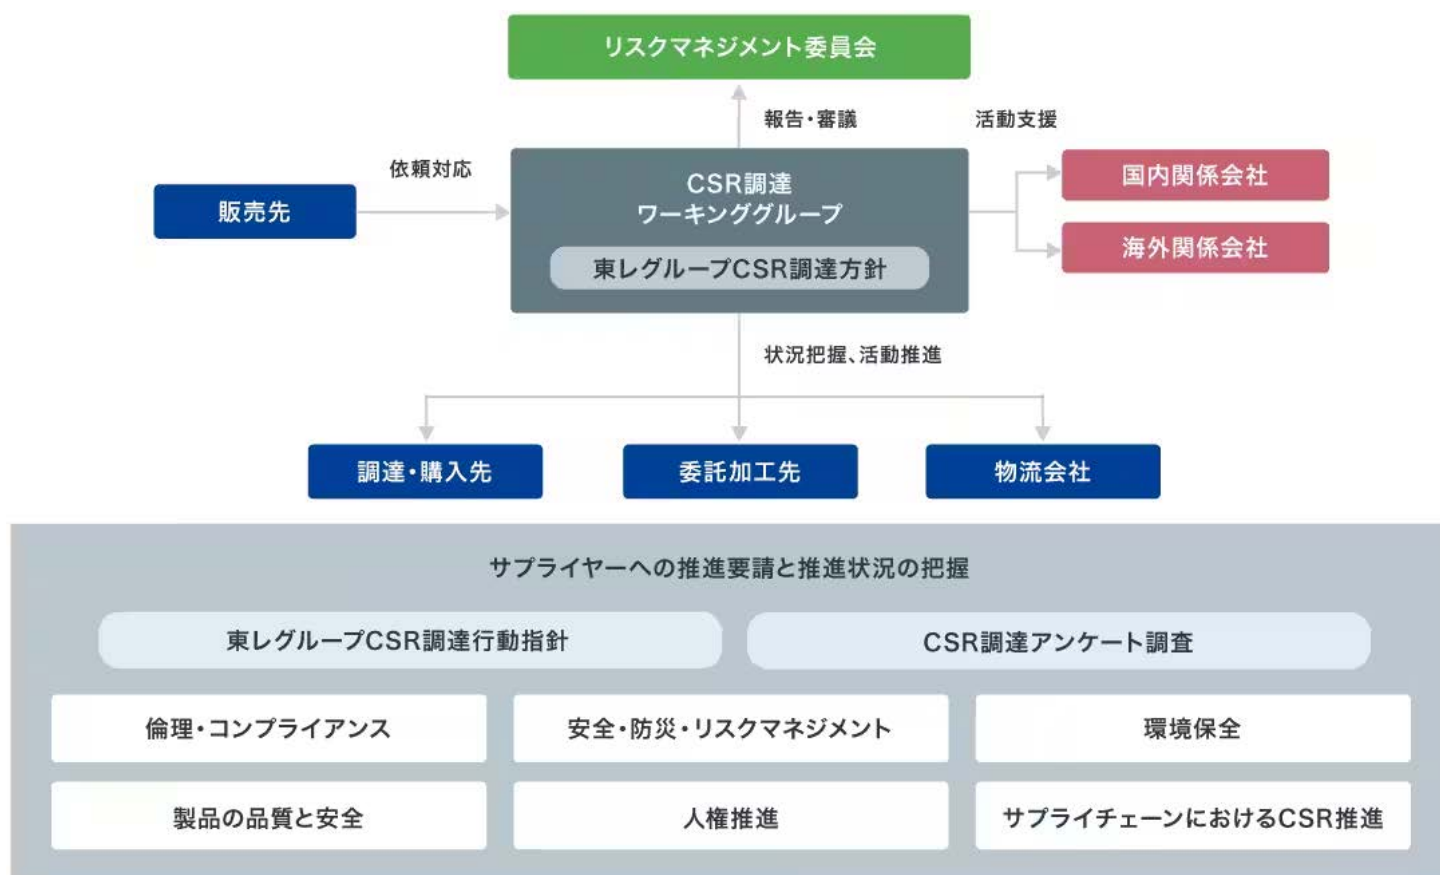 リスクマネジメント委員会
報告・審議
活動支援
依頼対応
販売先
CSR調達
ワーキンググループ
東レグループCSR調達方針
国内関係会社
海外関係会社
状況把握、活動推進
調達・購入先
委託加工先
物流会社
サプライヤーへの推進要請と推進状況の把握
東レグループCSR調達行動指針
CSR調達アンケート調査
倫理・コンプライアンス
安全・防災・リスクマネジメント
環境保全
製品の品質と安全
人権推進
サプライチェーンにおけるCSR推進